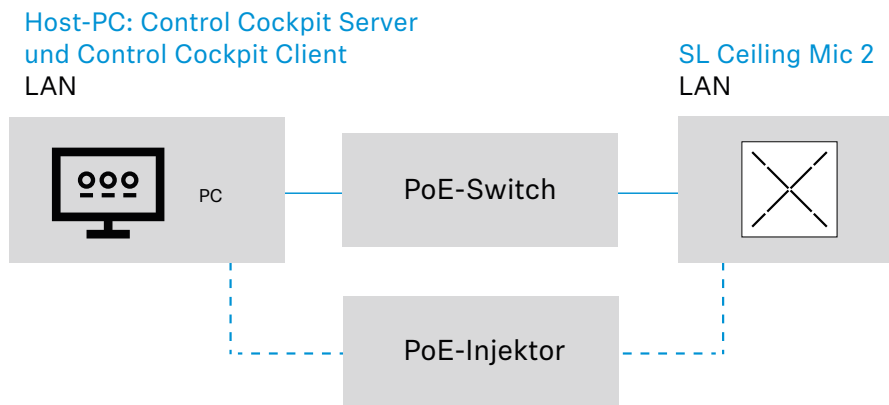 Host-PC: Control Cockpit Server
und Control Cockpit Client
LAN
SL Ceiling Mic 2
LAN
PC
PoE-Switch
PoE-Injektor